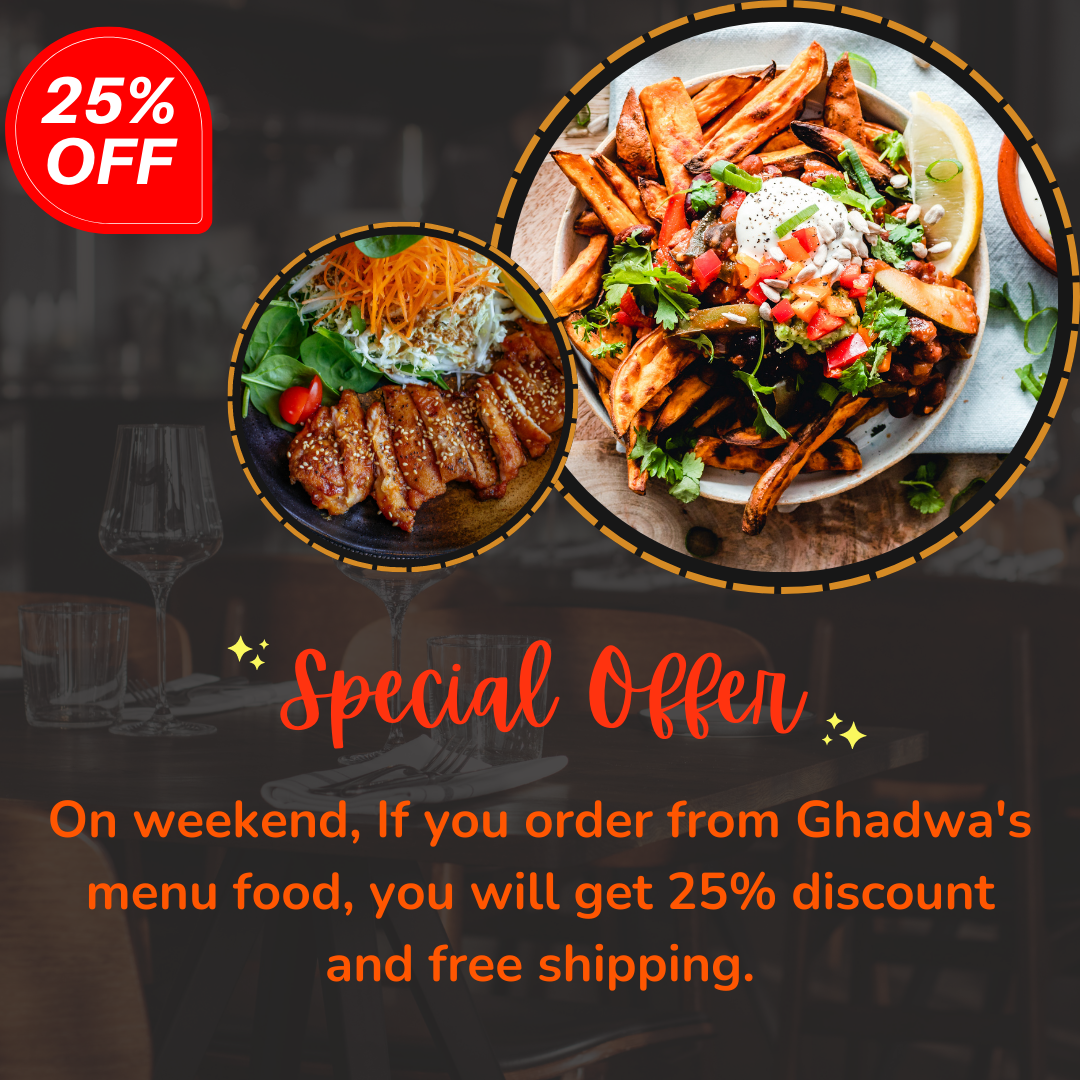 25%
OFF
Special Offer
On weekend, If you order from Ghadwa's
menu food, you will get 25% discount
and free shipping.